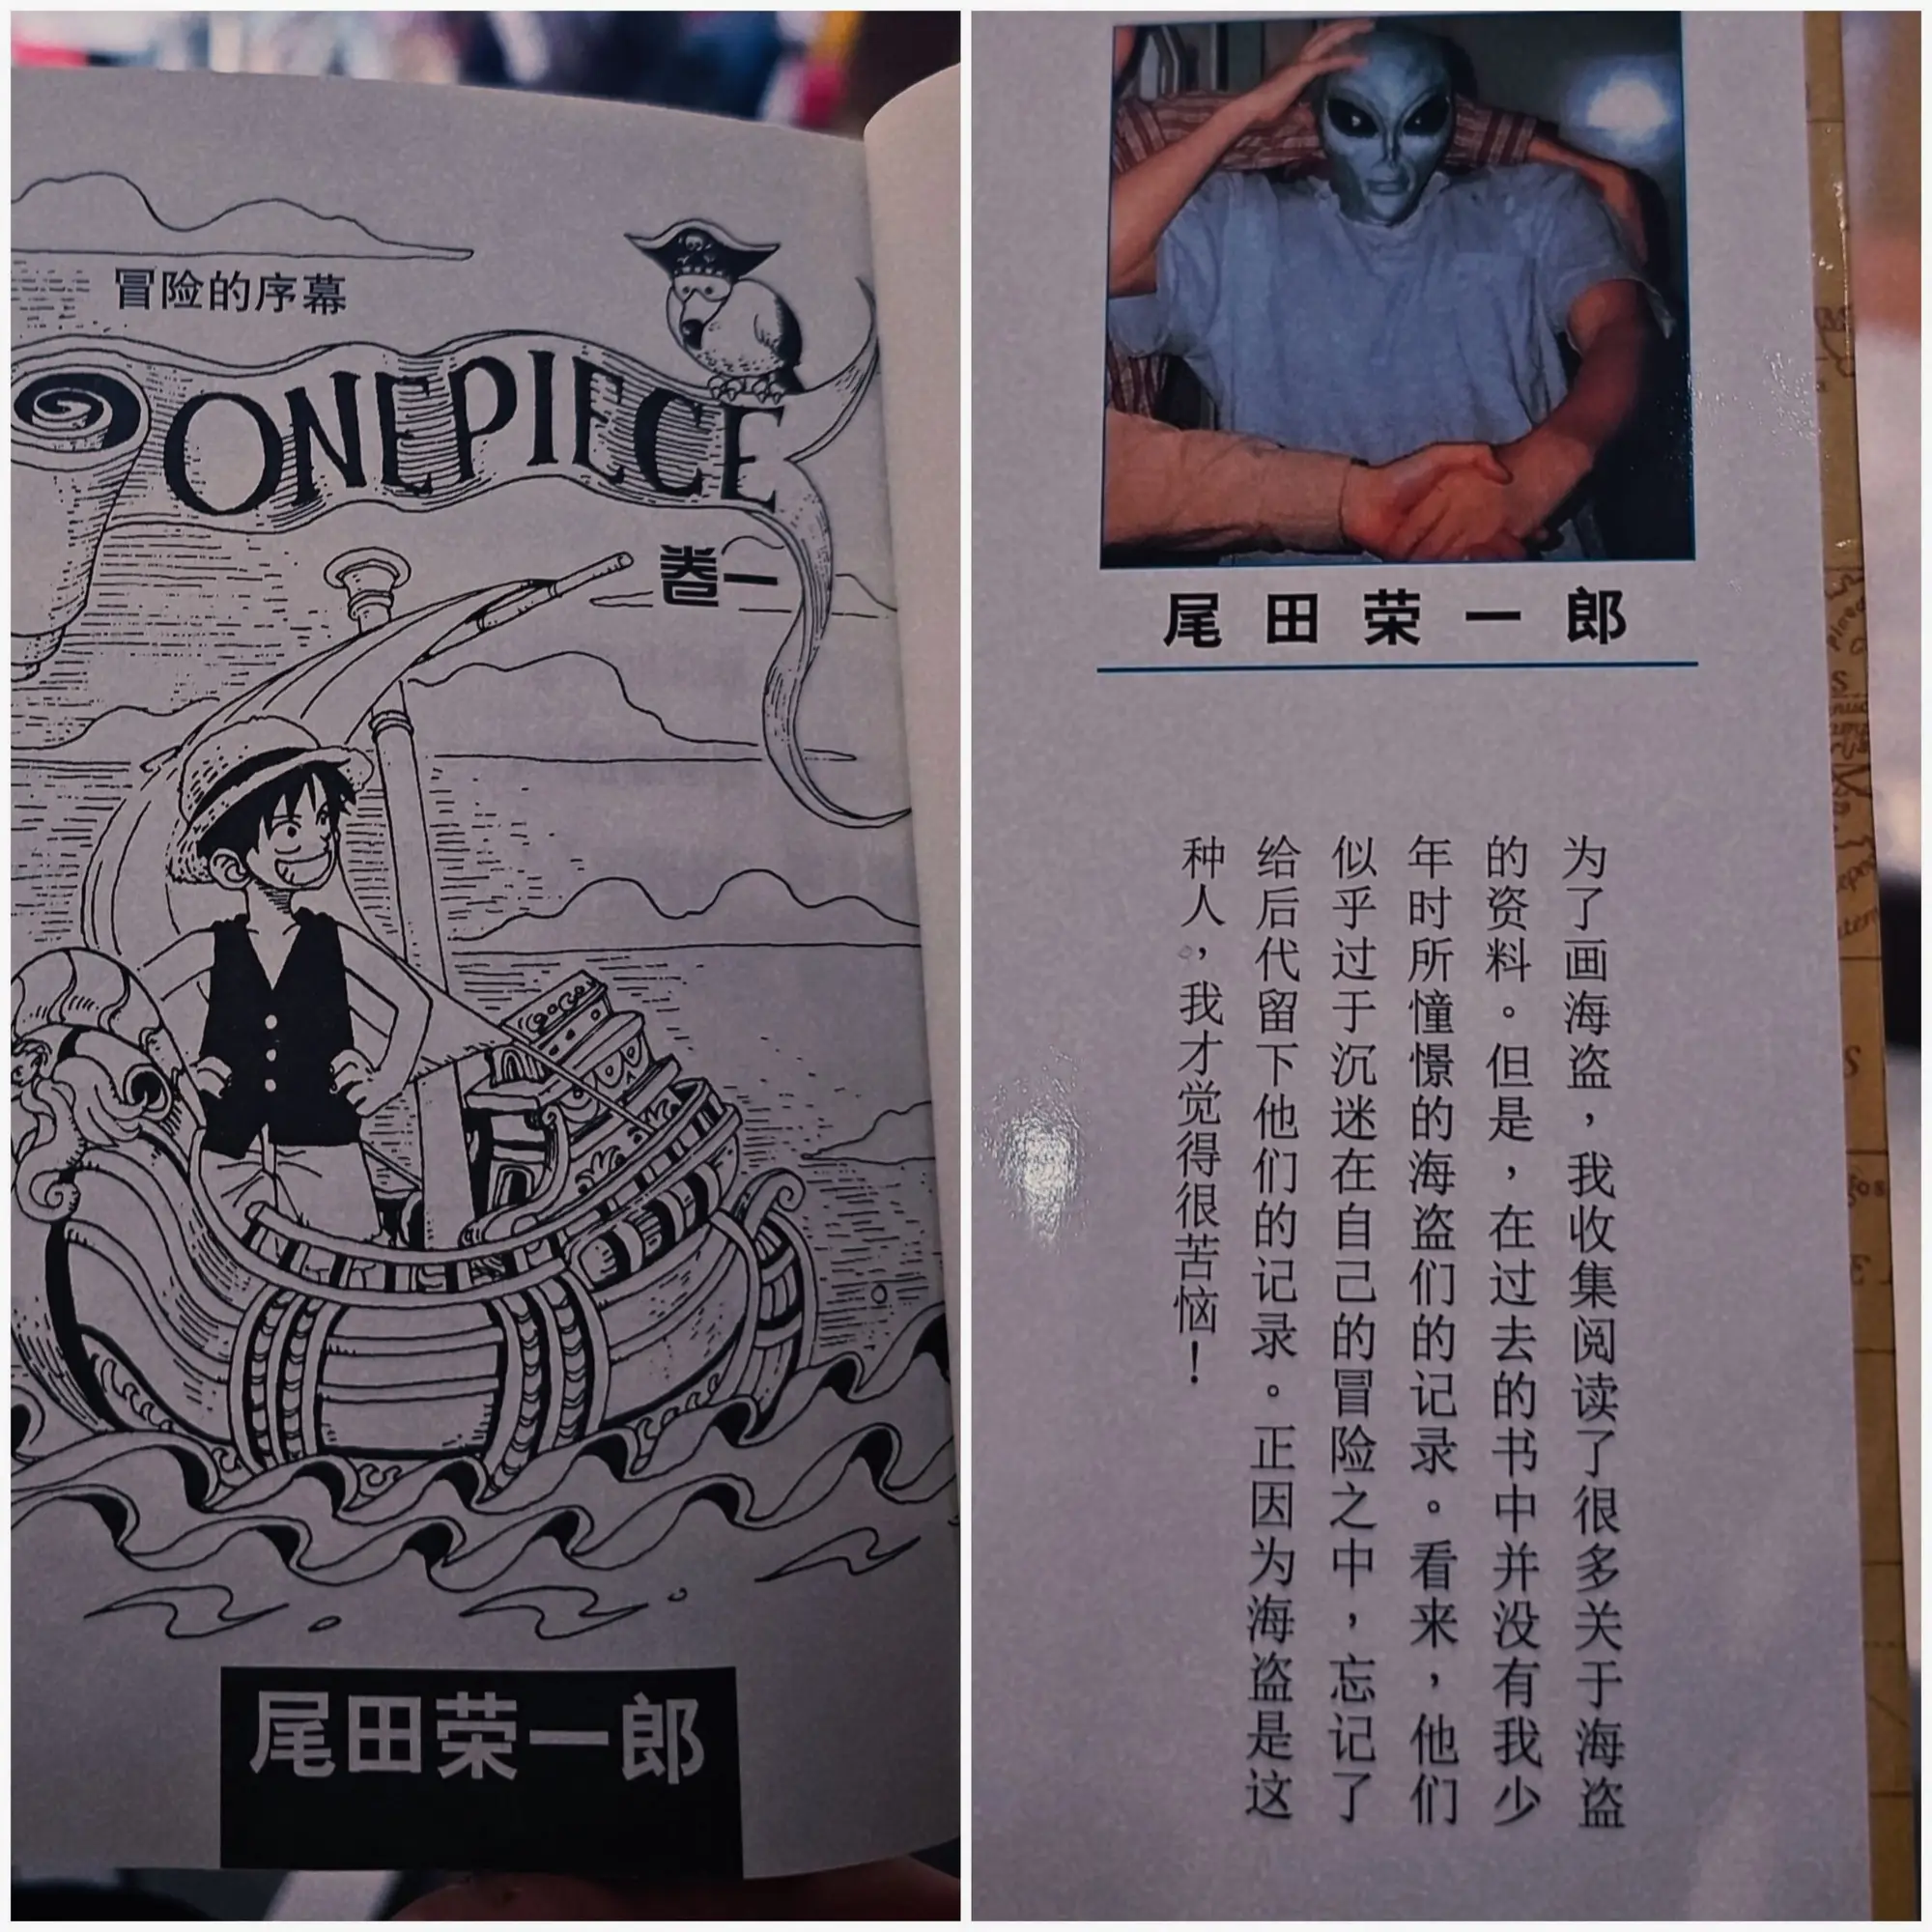 冒险的序幕
ONE PIECE
卷一
尾田荣一郎
尾田荣一郎
为了画海盗，我收集阅读了很多关于海盗
的资料。但是，在过去的书中并没有我少
年时所憧憬的海盗们的记录。看来，他们
似乎过于沉迷在自己的冒险之中，忘记了
给后代留下他们的记录。正因为海盗是这
种人，我才觉得很苦恼！